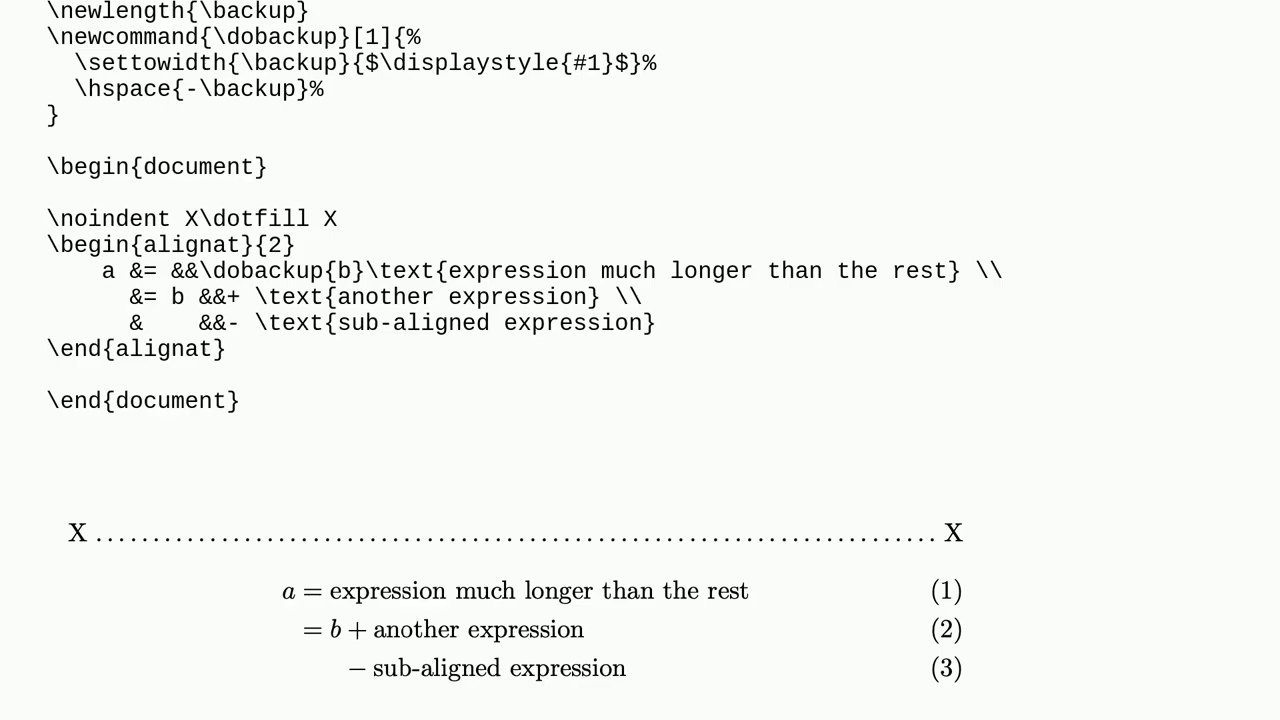 \newlength{\backup}
\newcommand{\dobackup}[1]{%
  \settowidth{\backup}{$\displaystyle{#1}$}%
  \hspace{-\backup}%
}
\begin{document}
\noindent X\dotfill X
\begin{alignat}{2}
    a &= &&\dobackup{b}\text{expression much longer than the rest} \\
      &= b &&+ \text{another expression} \\
      &    &&- \text{sub-aligned expression}
\end{alignat}
\end{document}
X ........................................................................... X
a = expression much longer than the rest (1)
= b + another expression (2)
− sub-aligned expression (3)